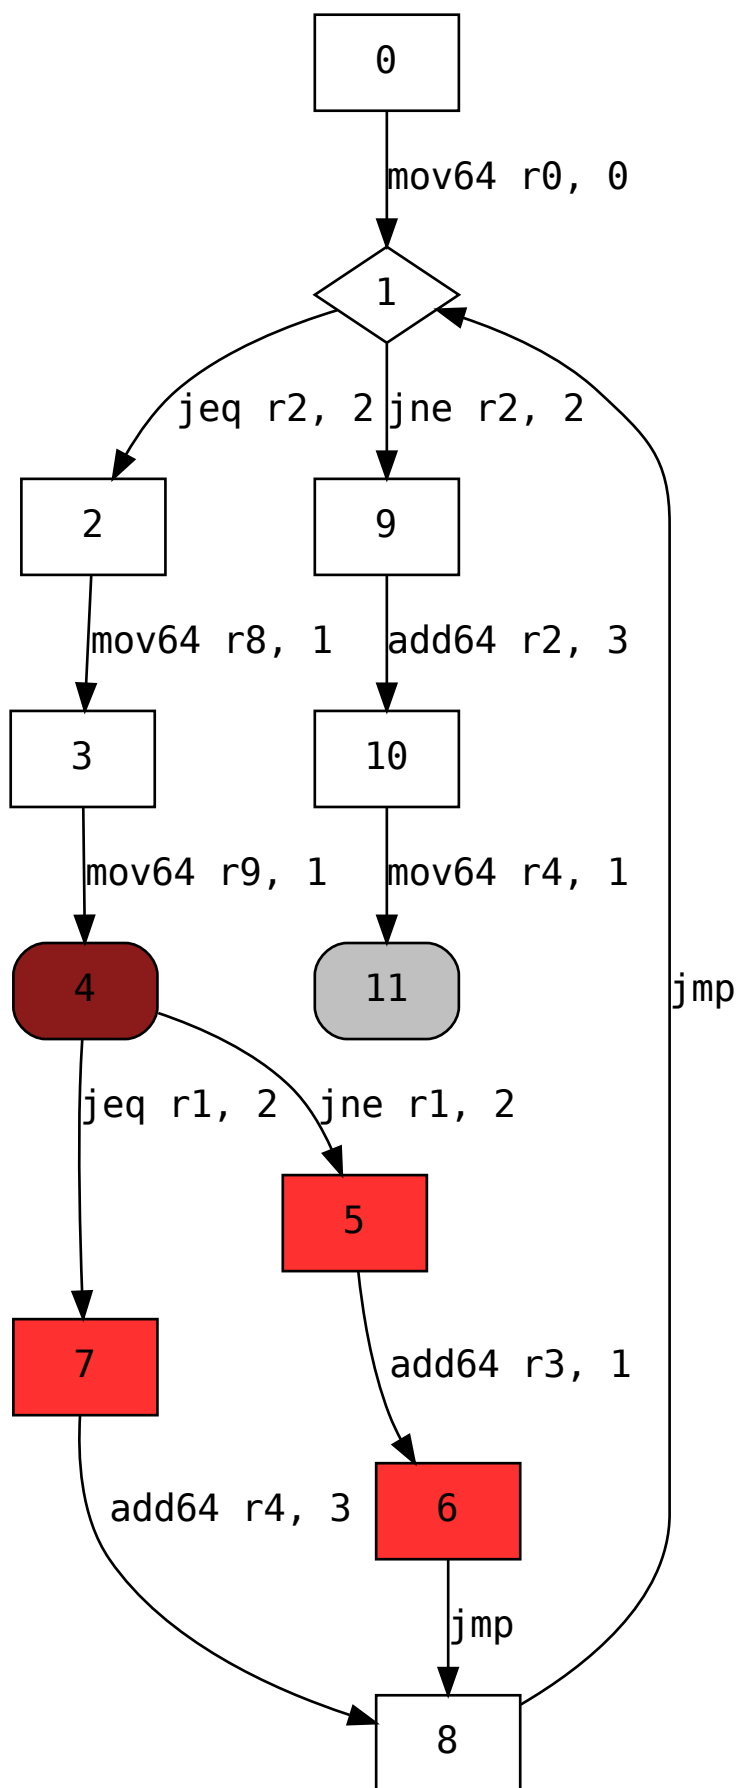 0
mov64 r0, 0
1
jeq r2, 2
jne r2, 2
2
9
mov64 r8, 1
add64 r2, 3
3
10
mov64 r9, 1
mov64 r4, 1
4
11
jmp
jeq r1, 2
jne r1, 2
5
7
add64 r3, 1
add64 r4, 3
6
jmp
8